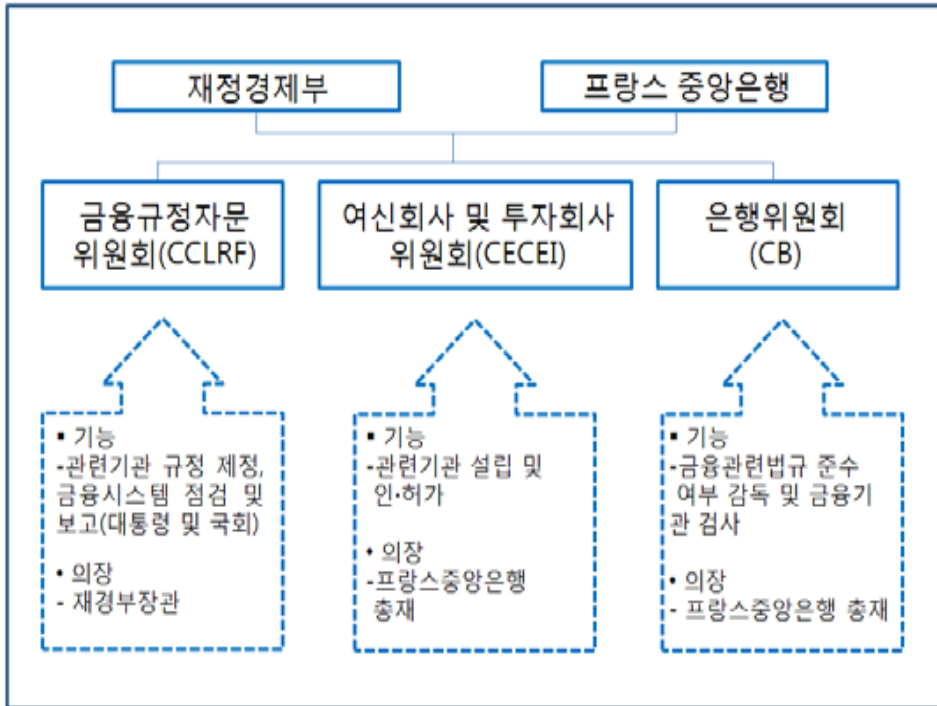 재정경제부
프랑스 중앙은행
금융규정자문
위원회(CCLRF)
여신회사 및 투자회사
위원회(CECEI)
은행위원회
(CB)
▪ 기능
-관련기관 규정 제정,
금융시스템 점검 및
보고(대통령 및 국회)
• 의장
- 재경부장관
▪ 기능
-관련기관 설립 및
인·허가
• 의장
-프랑스중앙은행
총재
▪ 기능
-금융관련법규 준수
여부 감독 및 금융기
관 검사
• 의장
- 프랑스중앙은행 총재